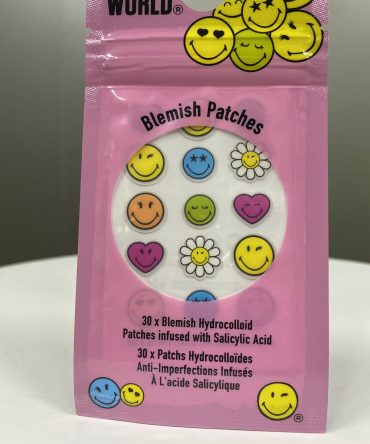 WORLD®
Blemish Patches
30 x Blemish Hydrocolloid
Patches infused with Salicylic Acid
30 x Patchs Hydrocolloïdes
Anti-Imperfections Infusés
À L'acide Salicylique
®